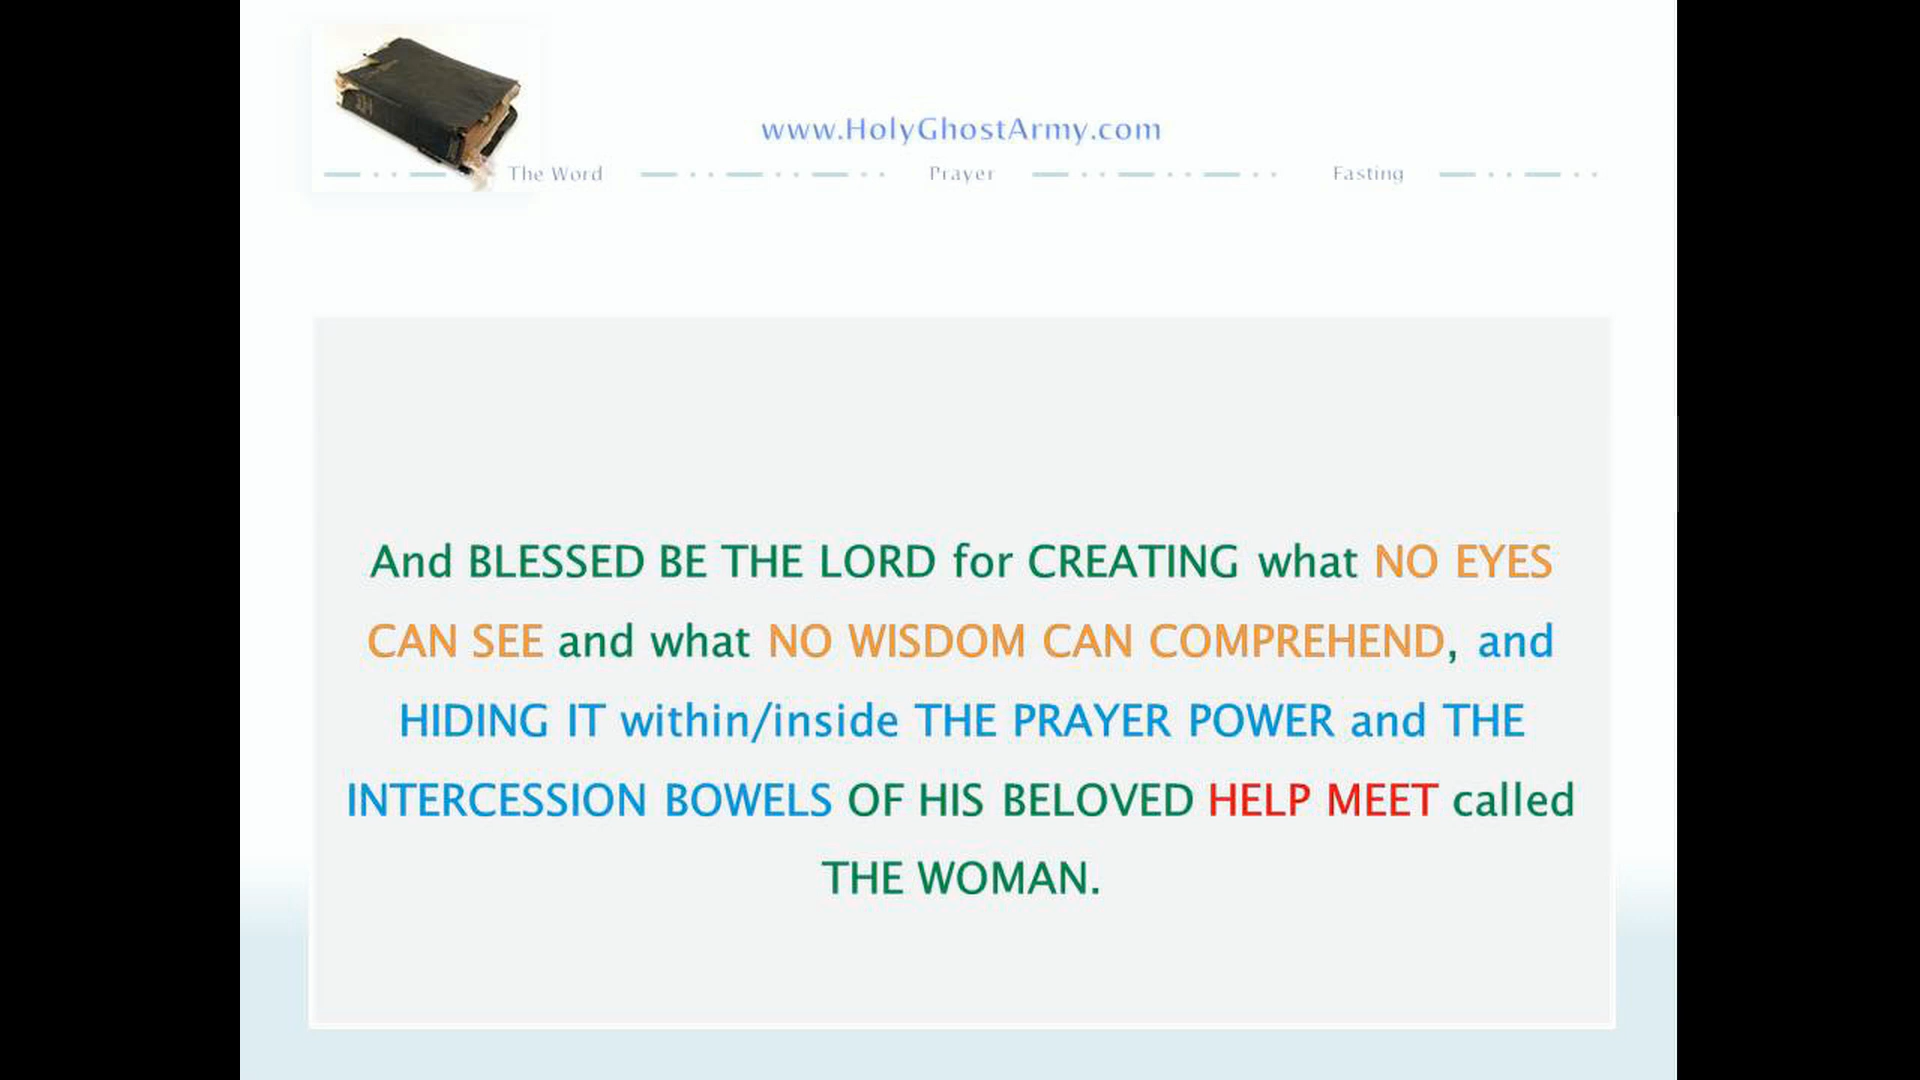 www.HolyGhostArmy.com
The Word
Prayer
Fasting
And BLESSED BE THE LORD for CREATING what NO EYES
CAN SEE and what NO WISDOM CAN COMPREHEND, and
HIDING IT within/inside THE PRAYER POWER and THE
INTERCESSION BOWELS OF HIS BELOVED HELP MEET called
THE WOMAN.